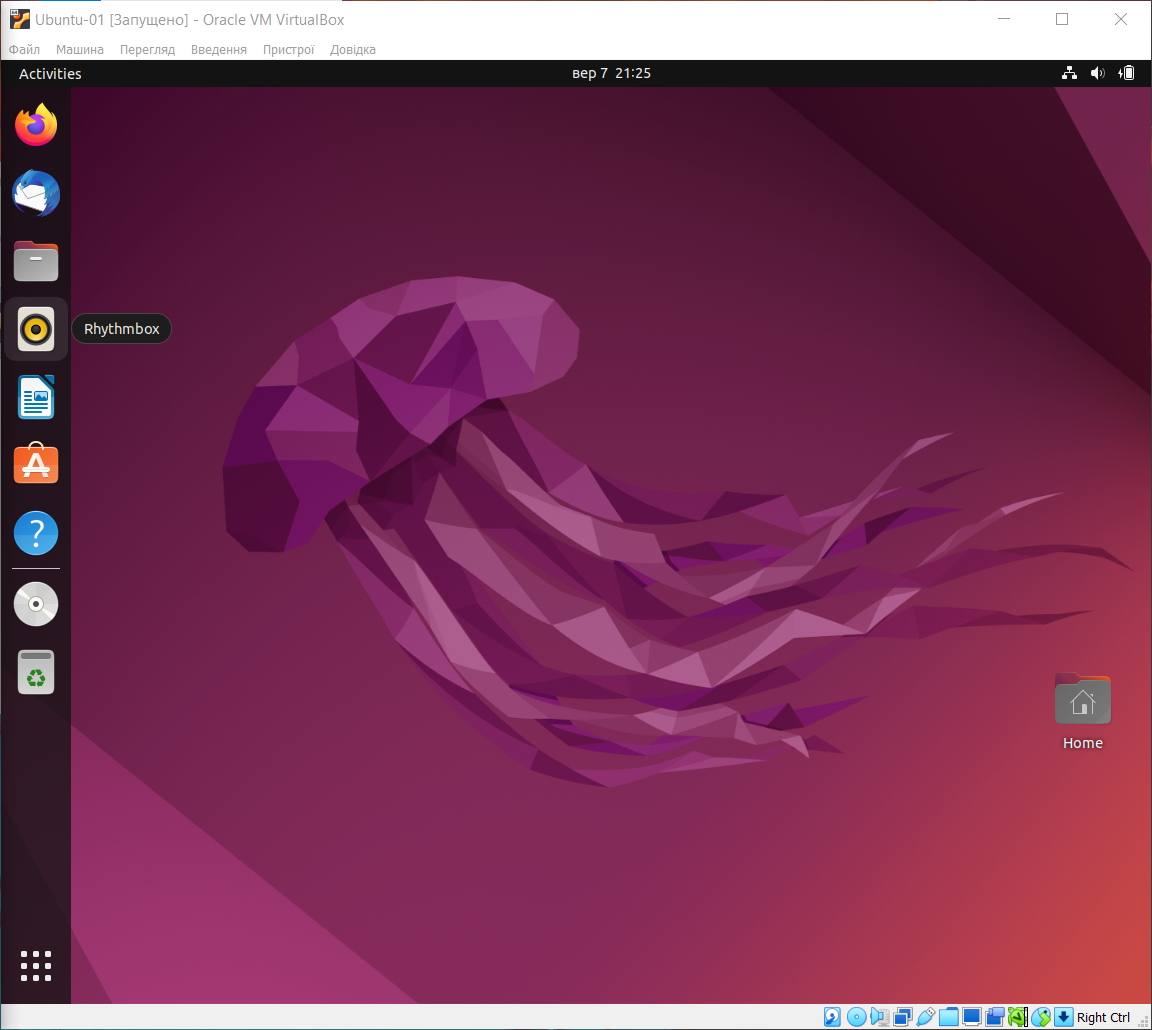 Ubuntu-01 [Запущено] - Oracle VM VirtualBox
Файл Машина Перегляд Введення Пристрої Довідка
Activities вер 7 21:25
Rhythmbox
Home
Right Ctrl